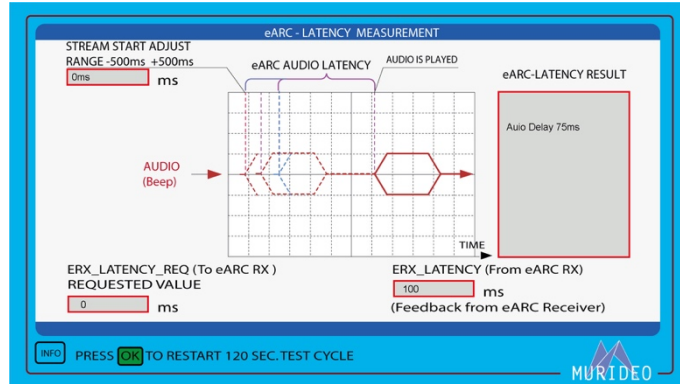 eARC - LATENCY MEASUREMENT
STREAM START ADJUST
RANGE -500ms +500ms
0ms
ms
eARC AUDIO LATENCY
AUDIO IS PLAYED
eARC-LATENCY RESULT
Auio Delay 75ms
AUDIO
(Beep)
TIME
ERX_LATENCY_REQ (To eARC RX )
REQUESTED VALUE
0
ms
ERX_LATENCY (From eARC RX)
100
ms
(Feedback from eARC Receiver)
INFO PRESS OK TO RESTART 120 SEC. TEST CYCLE
MURIDEO